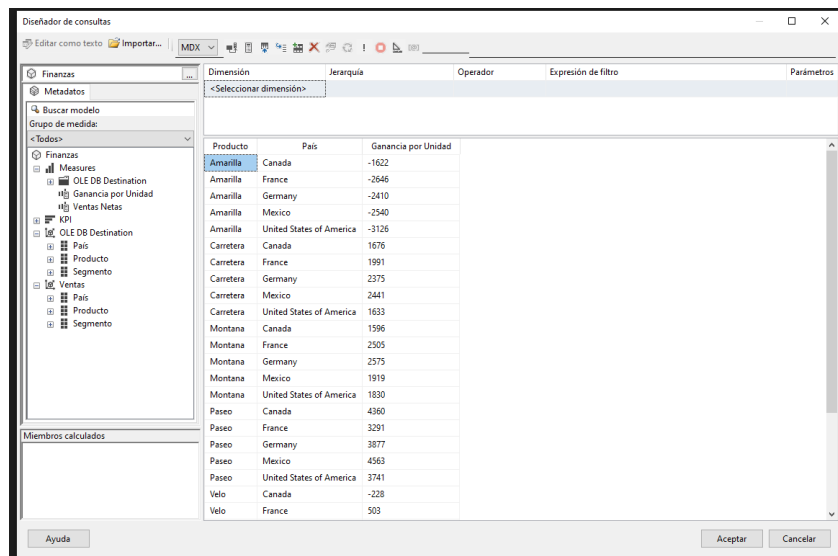 Diseñador de consultas
Editar como texto Importar... MDX
Finanzas ...
Metadatos
Buscar modelo
Grupo de medida:
<Todos>
Finanzas
Measures
OLE DB Destination
Ganancia por Unidad
Ventas Netas
KPI
OLE DB Destination
País
Producto
Segmento
Ventas
País
Producto
Segmento
Miembros calculados
Dimensión Jerarquía Operador Expresión de filtro Parámetros
<Seleccionar dimensión>
Producto País Ganancia por Unidad
Amarilla Canada -1622
Amarilla France -2646
Amarilla Germany -2410
Amarilla Mexico -2540
Amarilla United States of America -3126
Carretera Canada 1676
Carretera France 1991
Carretera Germany 2375
Carretera Mexico 2441
Carretera United States of America 1633
Montana Canada 1596
Montana France 2505
Montana Germany 2575
Montana Mexico 1919
Montana United States of America 1830
Paseo Canada 4360
Paseo France 3291
Paseo Germany 3877
Paseo Mexico 4563
Paseo United States of America 3741
Velo Canada -228
Velo France 503
Ayuda Aceptar Cancelar